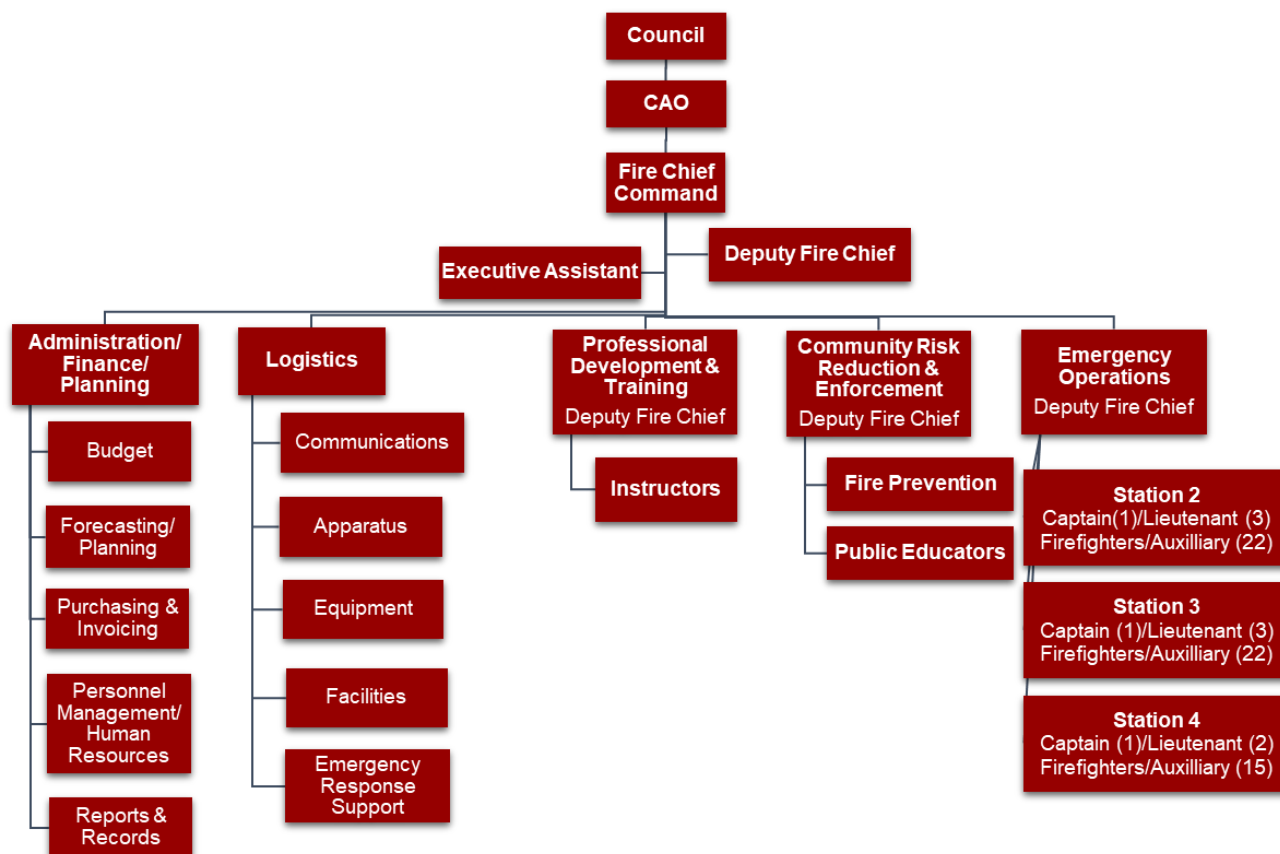 Council
CAO
Fire Chief
Command
Executive Assistant
Deputy Fire Chief
Administration/
Finance/
Planning
Budget
Forecasting/
Planning
Purchasing &
Invoicing
Personnel
Management/
Human
Resources
Reports &
Records
Logistics
Communications
Apparatus
Equipment
Facilities
Emergency
Response
Support
Professional
Development &
Training
Deputy Fire Chief
Instructors
Community Risk
Reduction &
Enforcement
Deputy Fire Chief
Fire Prevention
Public Educators
Emergency
Operations
Deputy Fire Chief
Station 2
Captain(1)/Lieutenant (3)
Firefighters/Auxilliary (22)
Station 3
Captain (1)/Lieutenant (3)
Firefighters/Auxilliary (22)
Station 4
Captain (1)/Lieutenant (2)
Firefighters/Auxilliary (15)